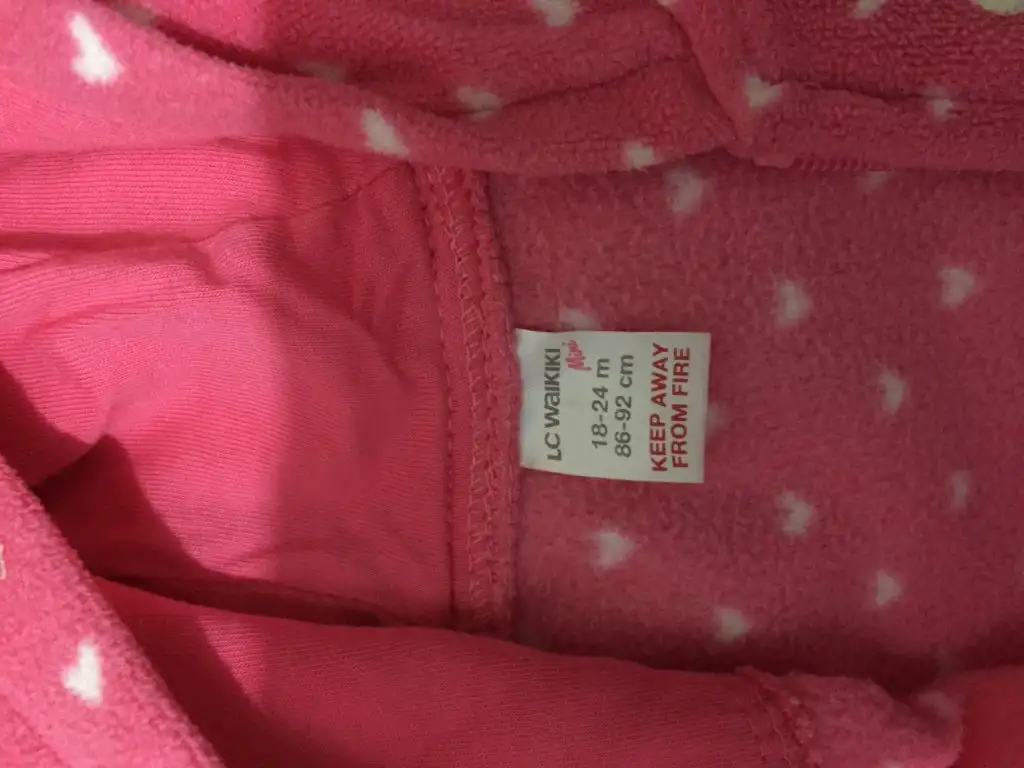 LC WAIKIKI
Mini
18-24 m
86-92 cm
KEEP AWAY
FROM FIRE